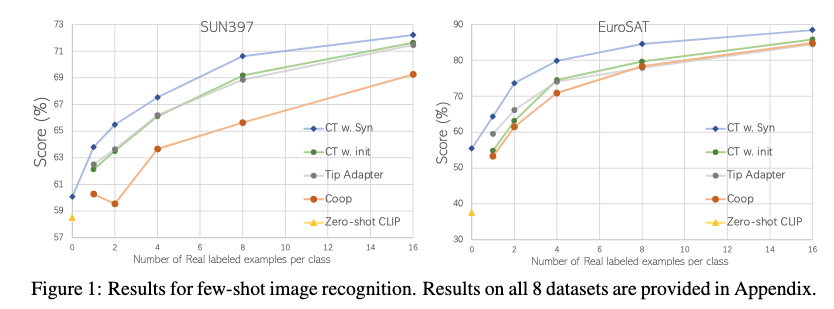 SUN397
73
71
69
67
65
63
61
59
57
Score (%)
CT w. Syn
CT w. init
Tip Adapter
Coop
Zero-shot CLIP
0 2 4 6 8 10 12 14 16
Number of Real labeled examples per class
EuroSAT
90
80
70
60
50
40
30
Score (%)
CT w. Syn
CT w. init
Tip Adapter
Coop
Zero-shot CLIP
0 2 4 6 8 10 12 14 16
Number of Real labeled examples per class
Figure 1: Results for few-shot image recognition. Results on all 8 datasets are provided in Appendix.